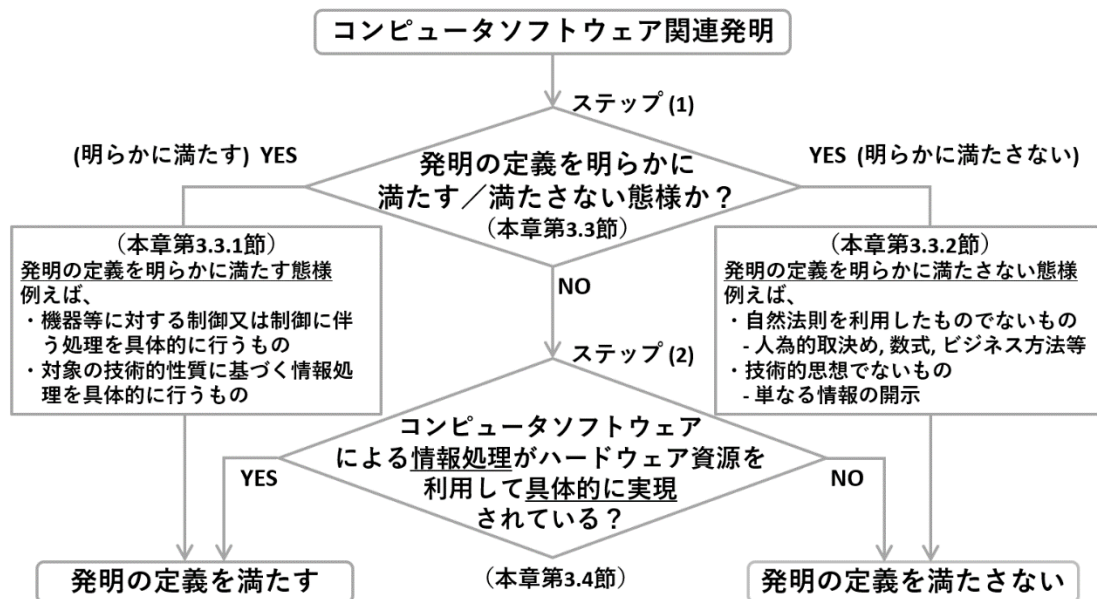 コンピュータソフトウェア関連発明
ステップ (1)
(明らかに満たす) YES
YES (明らかに満たさない)
発明の定義を明らかに
満たす／満たさない態様か？
（本章第3.3節）
（本章第3.3.1節）
発明の定義を明らかに満たす態様
例えば、
・機器等に対する制御又は制御に伴
う処理を具体的に行うもの
・対象の技術的性質に基づく情報処
理を具体的に行うもの
（本章第3.3.2節）
発明の定義を明らかに満たさない態様
例えば、
・自然法則を利用したものでないもの
- 人為的取決め, 数式, ビジネス方法等
・技術的思想でないもの
- 単なる情報の開示
NO
ステップ (2)
コンピュータソフトウェア
による情報処理がハードウェア資源を
利用して具体的に実現
されている？
YES
NO
（本章第3.4節）
発明の定義を満たす
発明の定義を満たさない